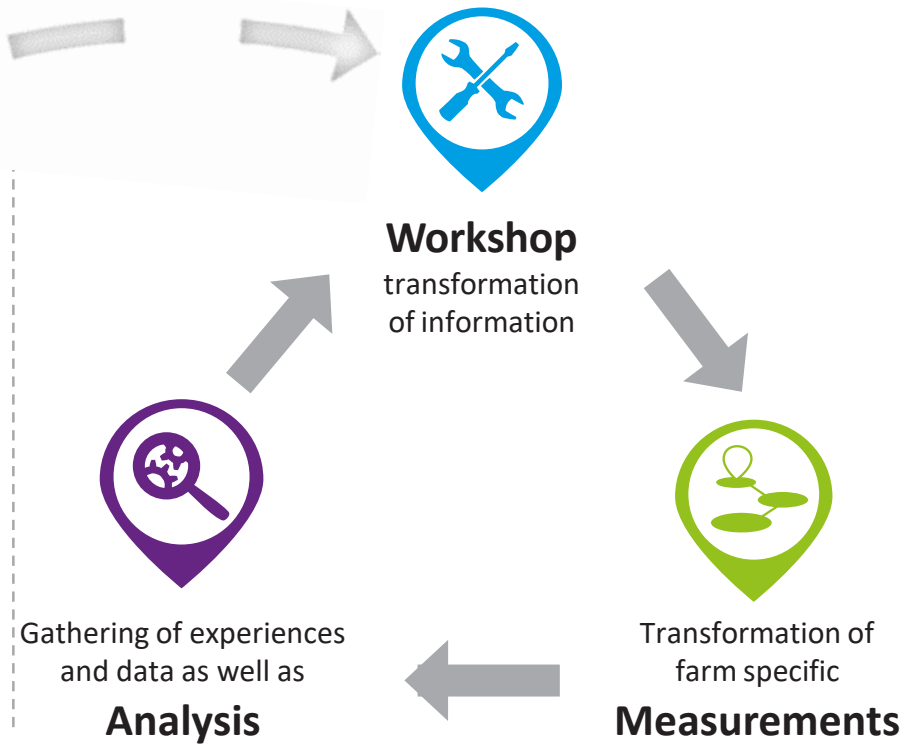 Workshop
transformation
of information
Gathering of experiences
and data as well as
Analysis
Transformation of
farm specific
Measurements